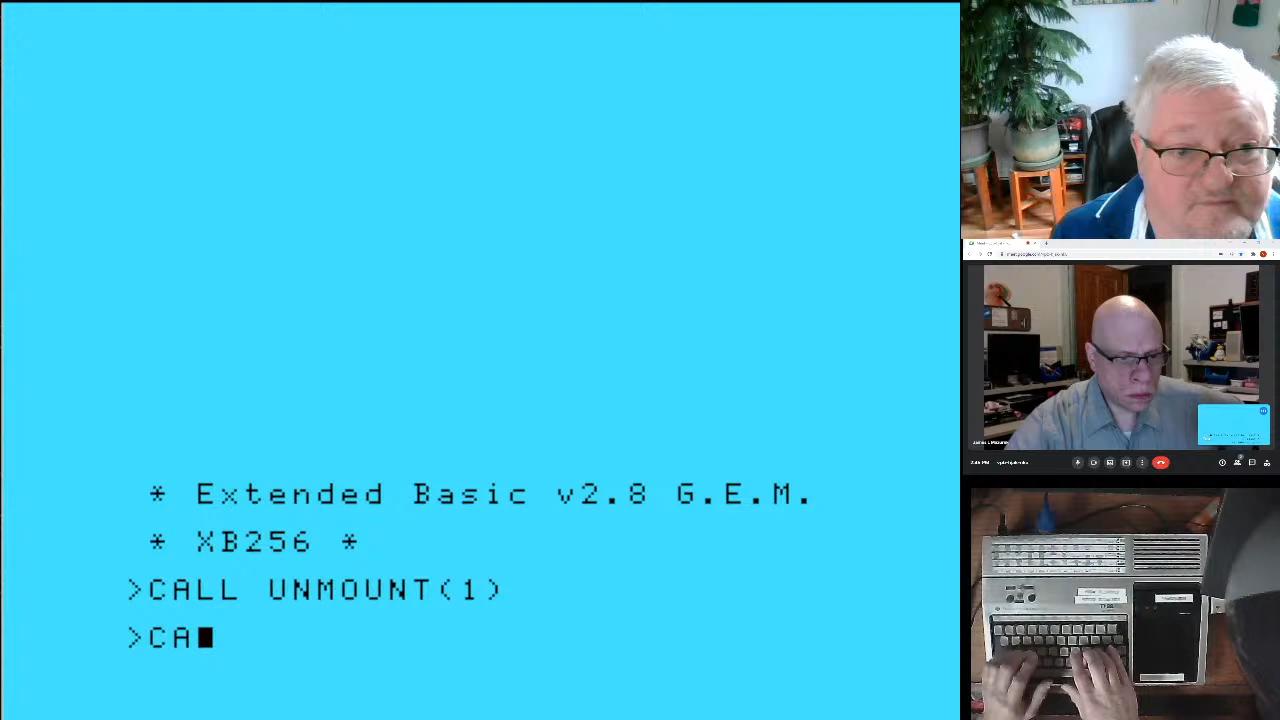 * Extended Basic v2.8 G.E.M.
* XB256 *
>CALL UNMOUNT(1)
>CA